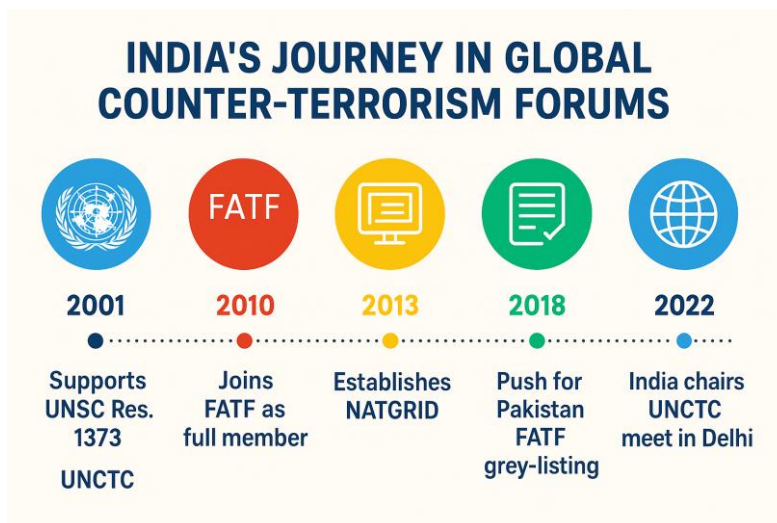 INDIA'S JOURNEY IN GLOBAL
COUNTER-TERRORISM FORUMS
FATF
2001
2010
2013
2018
2022
Supports
UNSC Res.
1373
UNCTC
Joins
FATF as
full member
Establishes
NATGRID
Push for
Pakistan
FATF
grey-listing
India chairs
UNCTC
meet in Delhi